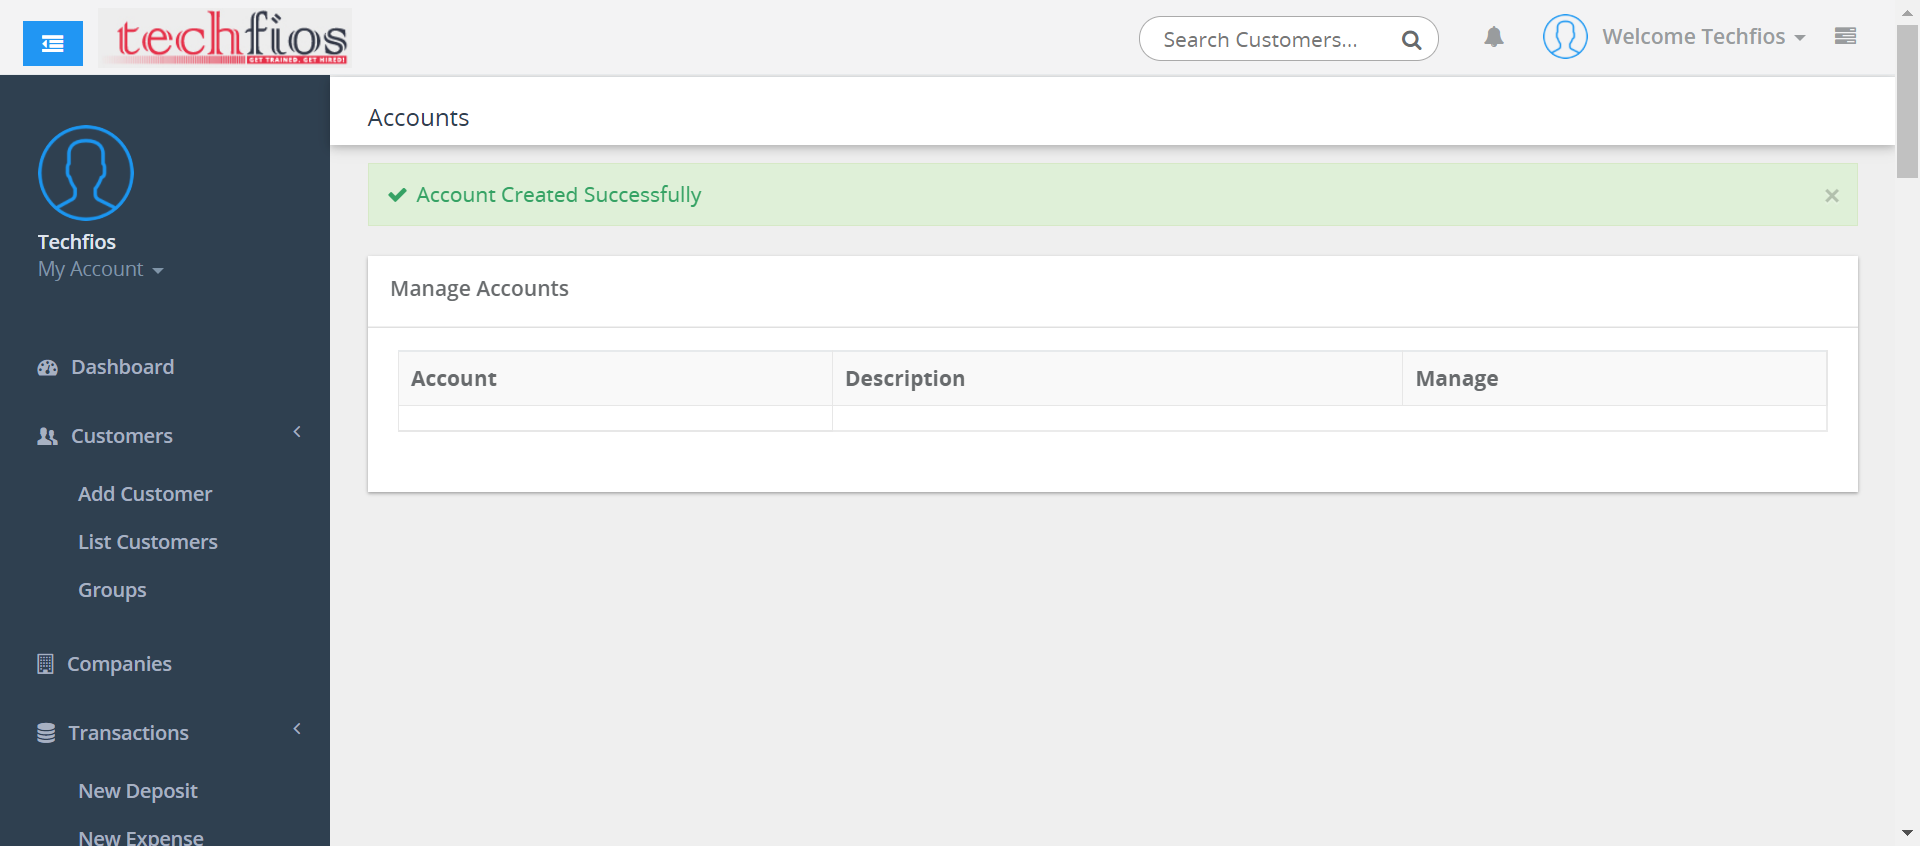 techfios
GET TRAINED. GET HIRED!
Search Customers...
Welcome Techfios
Accounts
Account Created Successfully
×
Techfios
My Account
Manage Accounts
Account Description Manage
Dashboard
Customers
Add Customer
List Customers
Groups
Companies
Transactions
New Deposit
New Expense